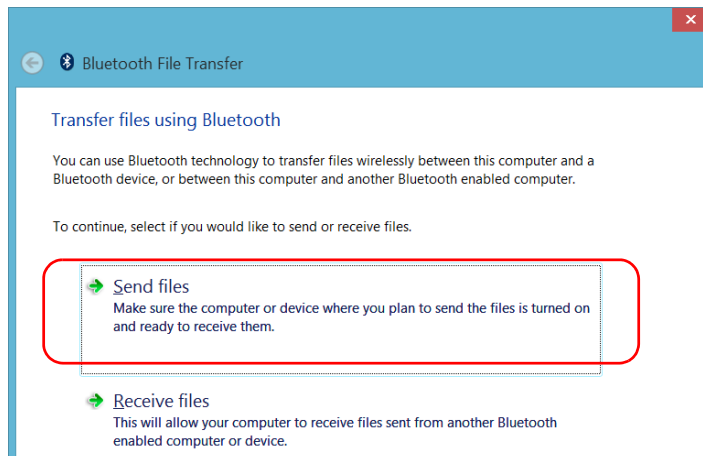 Bluetooth File Transfer
Transfer files using Bluetooth
You can use Bluetooth technology to transfer files wirelessly between this computer and a
Bluetooth device, or between this computer and another Bluetooth enabled computer.
To continue, select if you would like to send or receive files.
Send files
Make sure the computer or device where you plan to send the files is turned on
and ready to receive them.
Receive files
This will allow your computer to receive files sent from another Bluetooth
enabled computer or device.